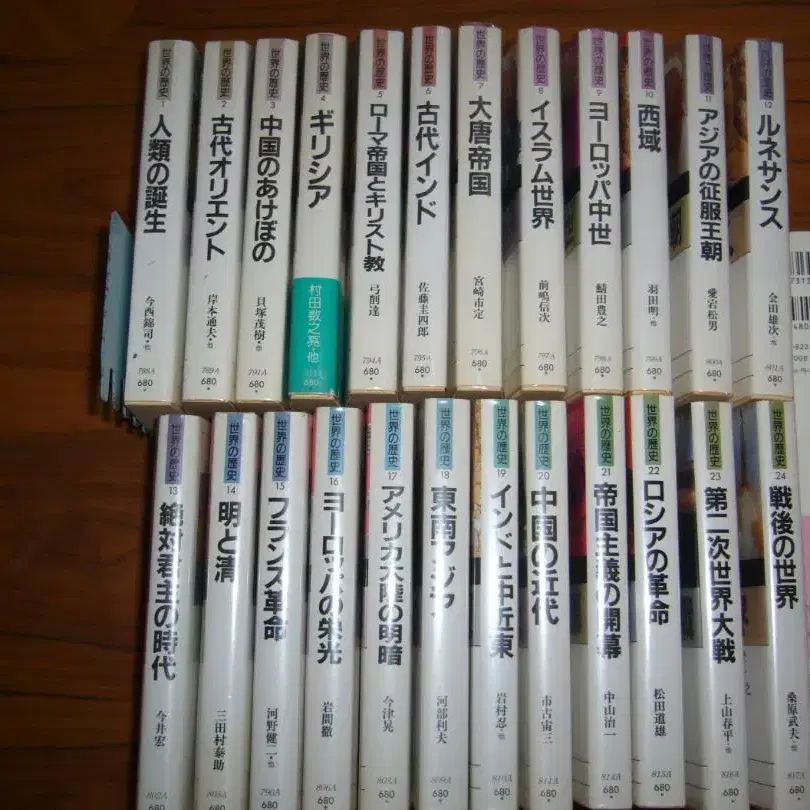 世界の歴史
1
人類の誕生
今西錦司・他
788A
680
世界の歴史
2
古代オリエント
岸本通夫・他
789A
680
世界の歴史
3
中国のあけぼの
貝塚茂樹・他
791A
680
世界の歴史
4
ギリシア
村田数之亮・他
680
世界の歴史
5
ローマ帝国とキリスト教
弓削達
794A
680
世界の歴史
6
古代インド
佐藤圭四郎
795A
680
世界の歴史
7
大唐帝国
宮崎市定
796A
680
世界の歴史
8
イスラム世界
前嶋信次
797A
680
世界の歴史
9
ヨーロッパ中世
鯖田豊之
798A
680
世界の歴史
10
西域
羽田明・他
799A
680
世界の歴史
11
アジアの征服王朝
愛宕松男
800A
680
世界の歴史
12
ルネサンス
会田雄次・他
801A
680
世界の歴史
13
絶対君主の時代
今井宏
802A
680
世界の歴史
14
明と清
三田村泰助
680
世界の歴史
15
フランス革命
河野健二・他
790A
680
世界の歴史
16
ヨーロッパの栄光
岩間徹
806A
680
世界の歴史
17
アメリカ大陸の明暗
今津晃
680
世界の歴史
18
東南アジア
河部利夫
680
世界の歴史
19
インドと中近東
岩村忍・他
810A
680
世界の歴史
20
中国の近代
市古宙三
811A
680
世界の歴史
21
帝国主義の開幕
中山治一
814A
680
世界の歴史
22
ロシアの革命
松田道雄
815A
680
世界の歴史
23
第二次世界大戦
上山春平・他
816A
680
世界の歴史
24
戦後の世界
桑原武夫・他
817A
680